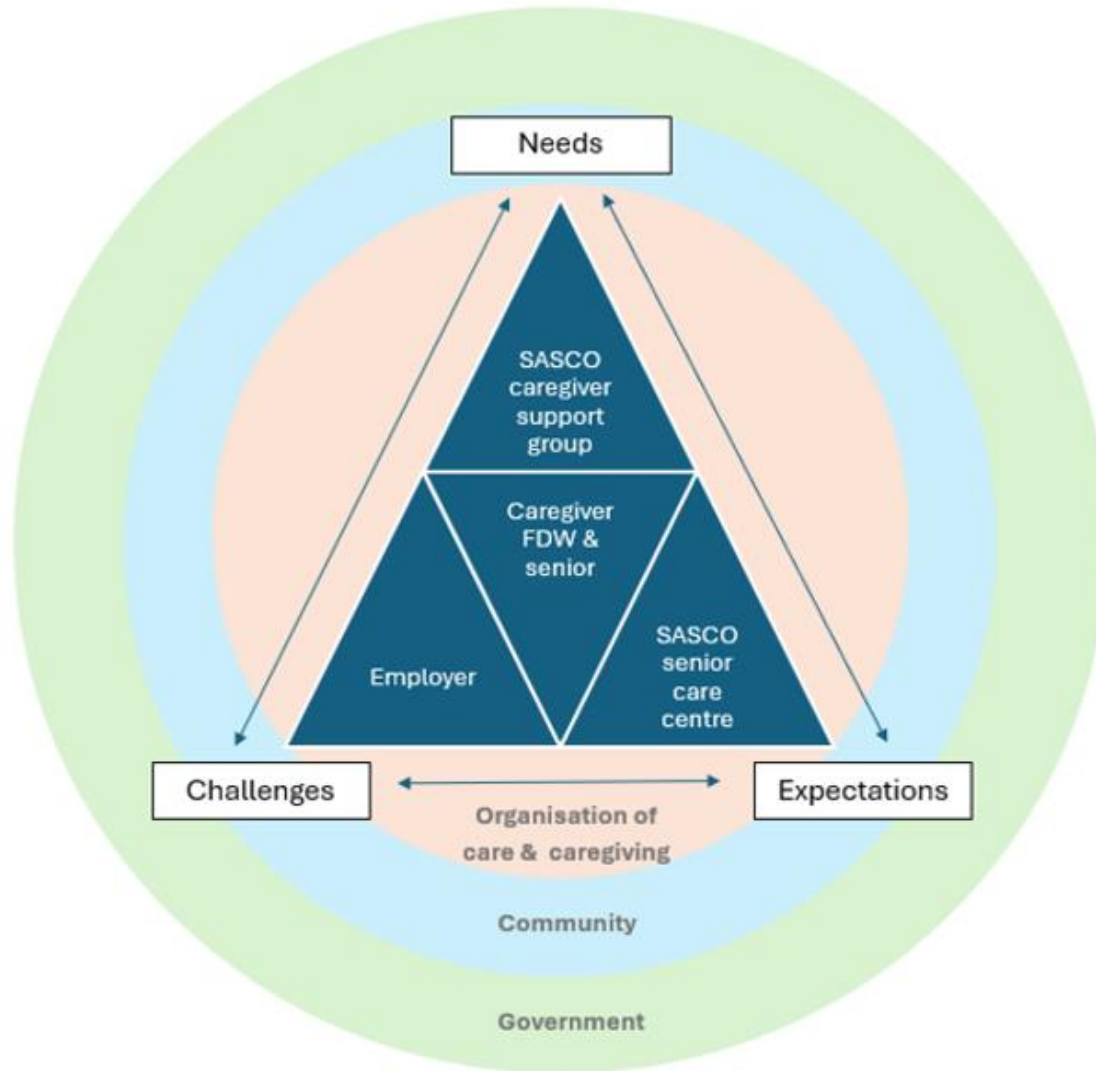 Needs
SASCO
caregiver
support
group
Caregiver
FDW &
senior
Employer
SASCO
senior
care
centre
Challenges
Expectations
Organisation of
care & caregiving
Community
Government